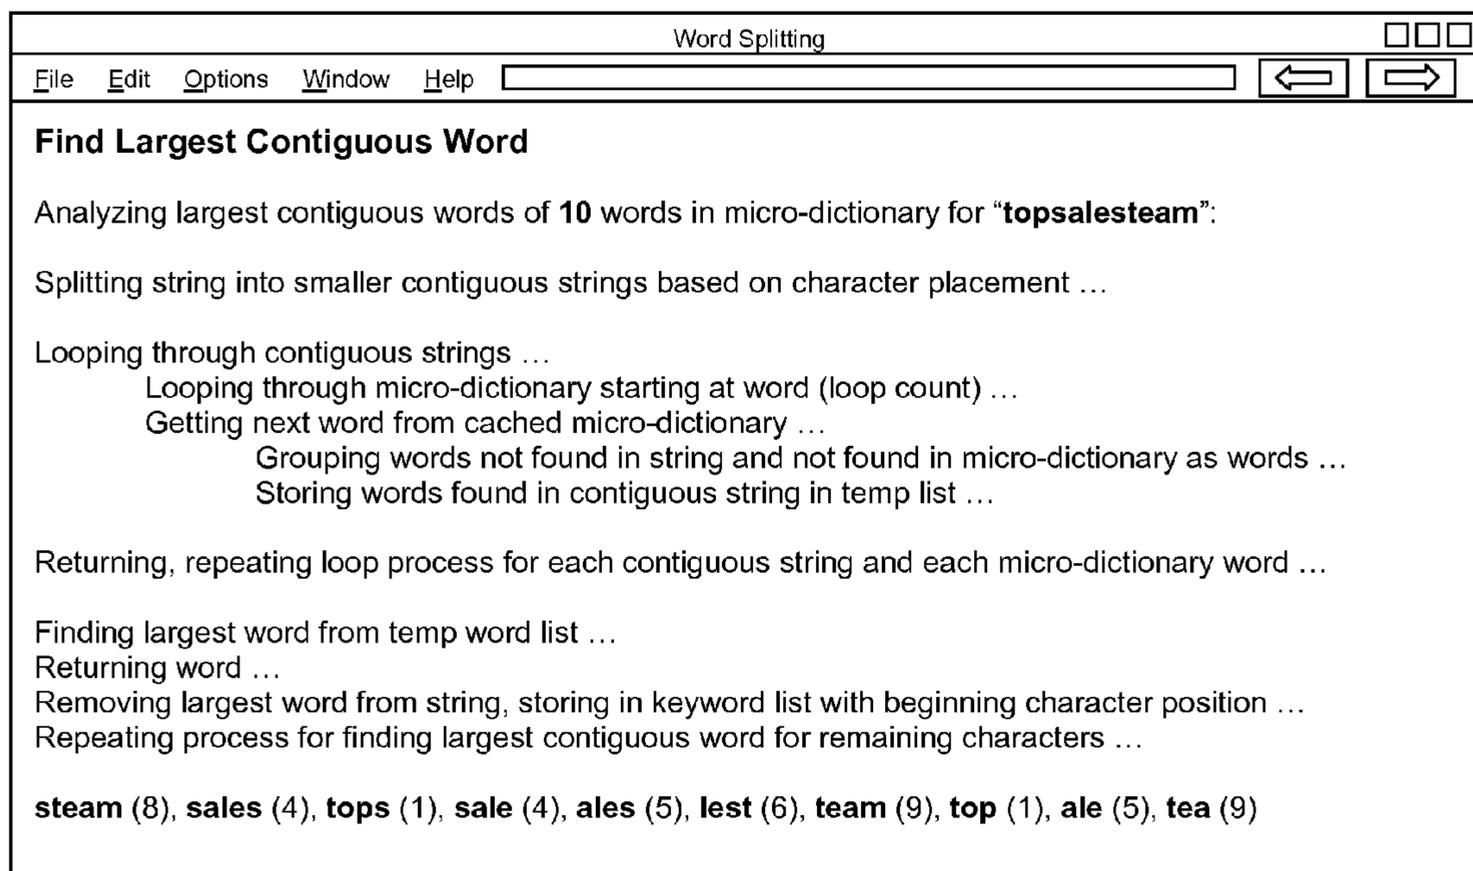 Word Splitting
File Edit Options Window Help
Find Largest Contiguous Word
Analyzing largest contiguous words of 10 words in micro-dictionary for “topsalesteam”:
Splitting string into smaller contiguous strings based on character placement …
Looping through contiguous strings …
Looping through micro-dictionary starting at word (loop count) …
Getting next word from cached micro-dictionary …
Grouping words not found in string and not found in micro-dictionary as words …
Storing words found in contiguous string in temp list …
Returning, repeating loop process for each contiguous string and each micro-dictionary word …
Finding largest word from temp word list …
Returning word …
Removing largest word from string, storing in keyword list with beginning character position …
Repeating process for finding largest contiguous word for remaining characters …
steam (8), sales (4), tops (1), sale (4), ales (5), lest (6), team (9), top (1), ale (5), tea (9)